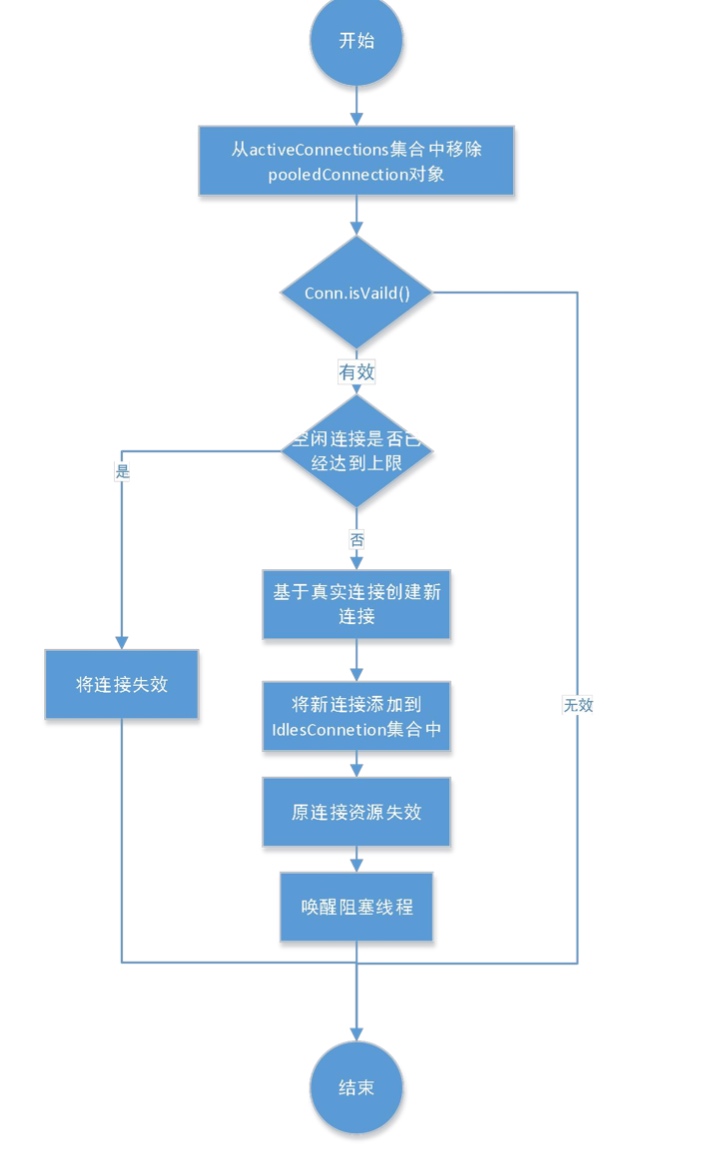 开始
从activeConnections集合中移除
pooledConnection对象
Conn.isVaild()
有效
空闲连接是否已
经达到上限
是
否
基于真实连接创建新
连接
将连接失效
将新连接添加到
IdlesConnetion集合中
无效
原连接资源失效
唤醒阻塞线程
结束